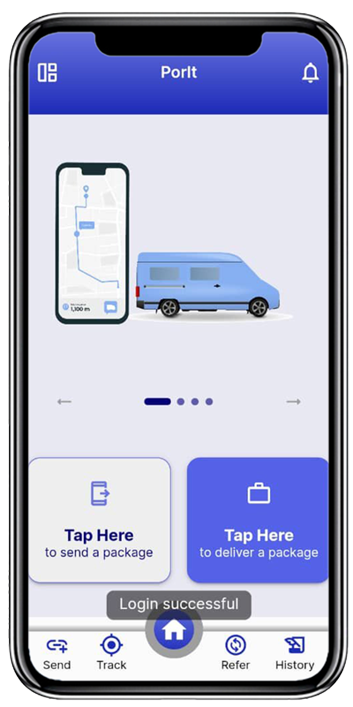 PorIt
1,100 m
Tap Here
to send a package
Tap Here
to deliver a package
Login successful
Send
Track
Refer
History